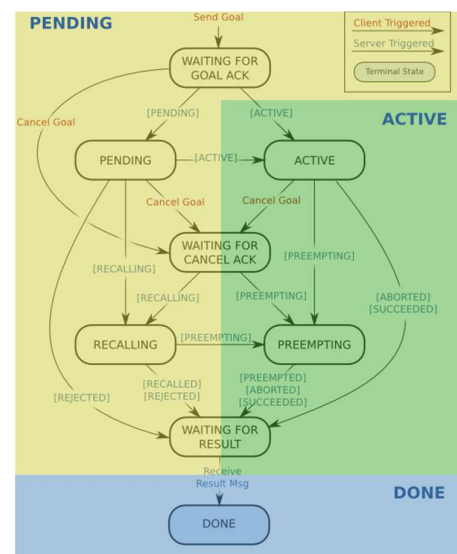 PENDING
Send Goal
Client Triggered
Server Triggered
Terminal State
WAITING FOR
GOAL ACK
Cancel Goal
[PENDING]
[ACTIVE]
ACTIVE
PENDING
[ACTIVE]
ACTIVE
Cancel Goal
Cancel Goal
WAITING FOR
CANCEL ACK
[PREEMPTING]
[RECALLING]
[RECALLING]
[PREEMPTING]
[ABORTED]
[SUCCEEDED]
RECALLING
[PREEMPTING]
PREEMPTING
[RECALLED]
[REJECTED]
[PREEMPTED]
[ABORTED]
[SUCCEEDED]
[REJECTED]
WAITING FOR
RESULT
Receive
Result Msg
DONE
DONE